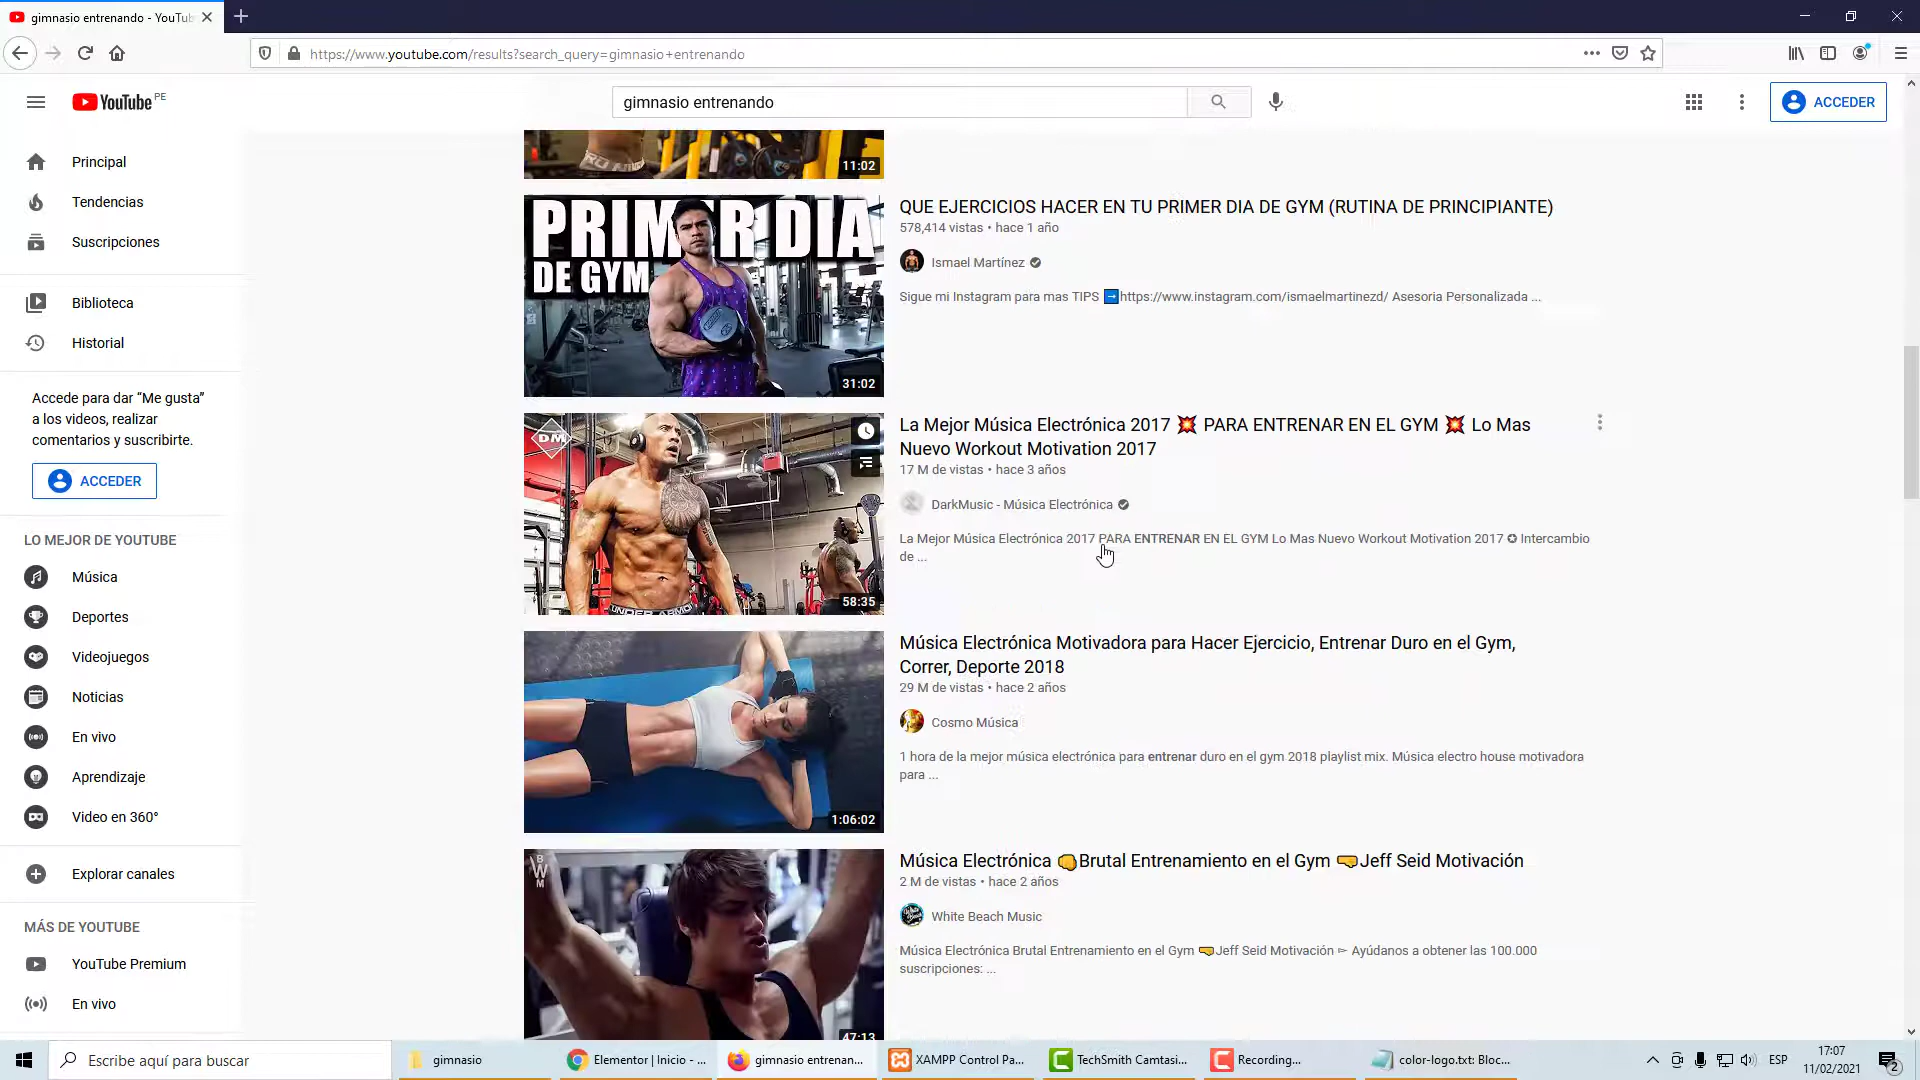 gimnasio entrenando - YouTub
https://www.youtube.com/results?search_query=gimnasio+entrenando
YouTube PE
gimnasio entrenando
ACCEDER
Principal
Tendencias
Suscripciones
Biblioteca
Historial
Accede para dar “Me gusta”
a los videos, realizar
comentarios y suscribirte.
ACCEDER
LO MEJOR DE YOUTUBE
Música
Deportes
Videojuegos
Noticias
En vivo
Aprendizaje
Video en 360°
Explorar canales
MÁS DE YOUTUBE
YouTube Premium
En vivo
11:02
PRIMER DIA
DE GYM
31:02
QUE EJERCICIOS HACER EN TU PRIMER DIA DE GYM (RUTINA DE PRINCIPIANTE)
578,414 vistas • hace 1 año
Ismael Martínez
Sigue mi Instagram para mas TIPS ➡https://www.instagram.com/ismaelmartinezd/ Asesoria Personalizada ...
DM
UNDER ARMO
58:35
La Mejor Música Electrónica 2017 💥 PARA ENTRENAR EN EL GYM 💥 Lo Mas
Nuevo Workout Motivation 2017
17 M de vistas • hace 3 años
DarkMusic - Música Electrónica
La Mejor Música Electrónica 2017 PARA ENTRENAR EN EL GYM Lo Mas Nuevo Workout Motivation 2017 ✪ Intercambio
de ...
1:06:02
Música Electrónica Motivadora para Hacer Ejercicio, Entrenar Duro en el Gym,
Correr, Deporte 2018
29 M de vistas • hace 2 años
Cosmo Música
1 hora de la mejor música electrónica para entrenar duro en el gym 2018 playlist mix. Música electro house motivadora
para ...
BWM
47:13
Música Electrónica 👊Brutal Entrenamiento en el Gym 🤜Jeff Seid Motivación
2 M de vistas • hace 2 años
White Beach Music
Música Electrónica Brutal Entrenamiento en el Gym 🤜Jeff Seid Motivación ► Ayúdanos a obtener las 100.000
suscripciones: ...
Escribe aquí para buscar
gimnasio
Elementor | Inicio - ...
gimnasio entrenan...
XAMPP Control Pa...
TechSmith Camtasi...
Recording...
color-logo.txt: Bloc...
ESP
17:07
11/02/2021
2